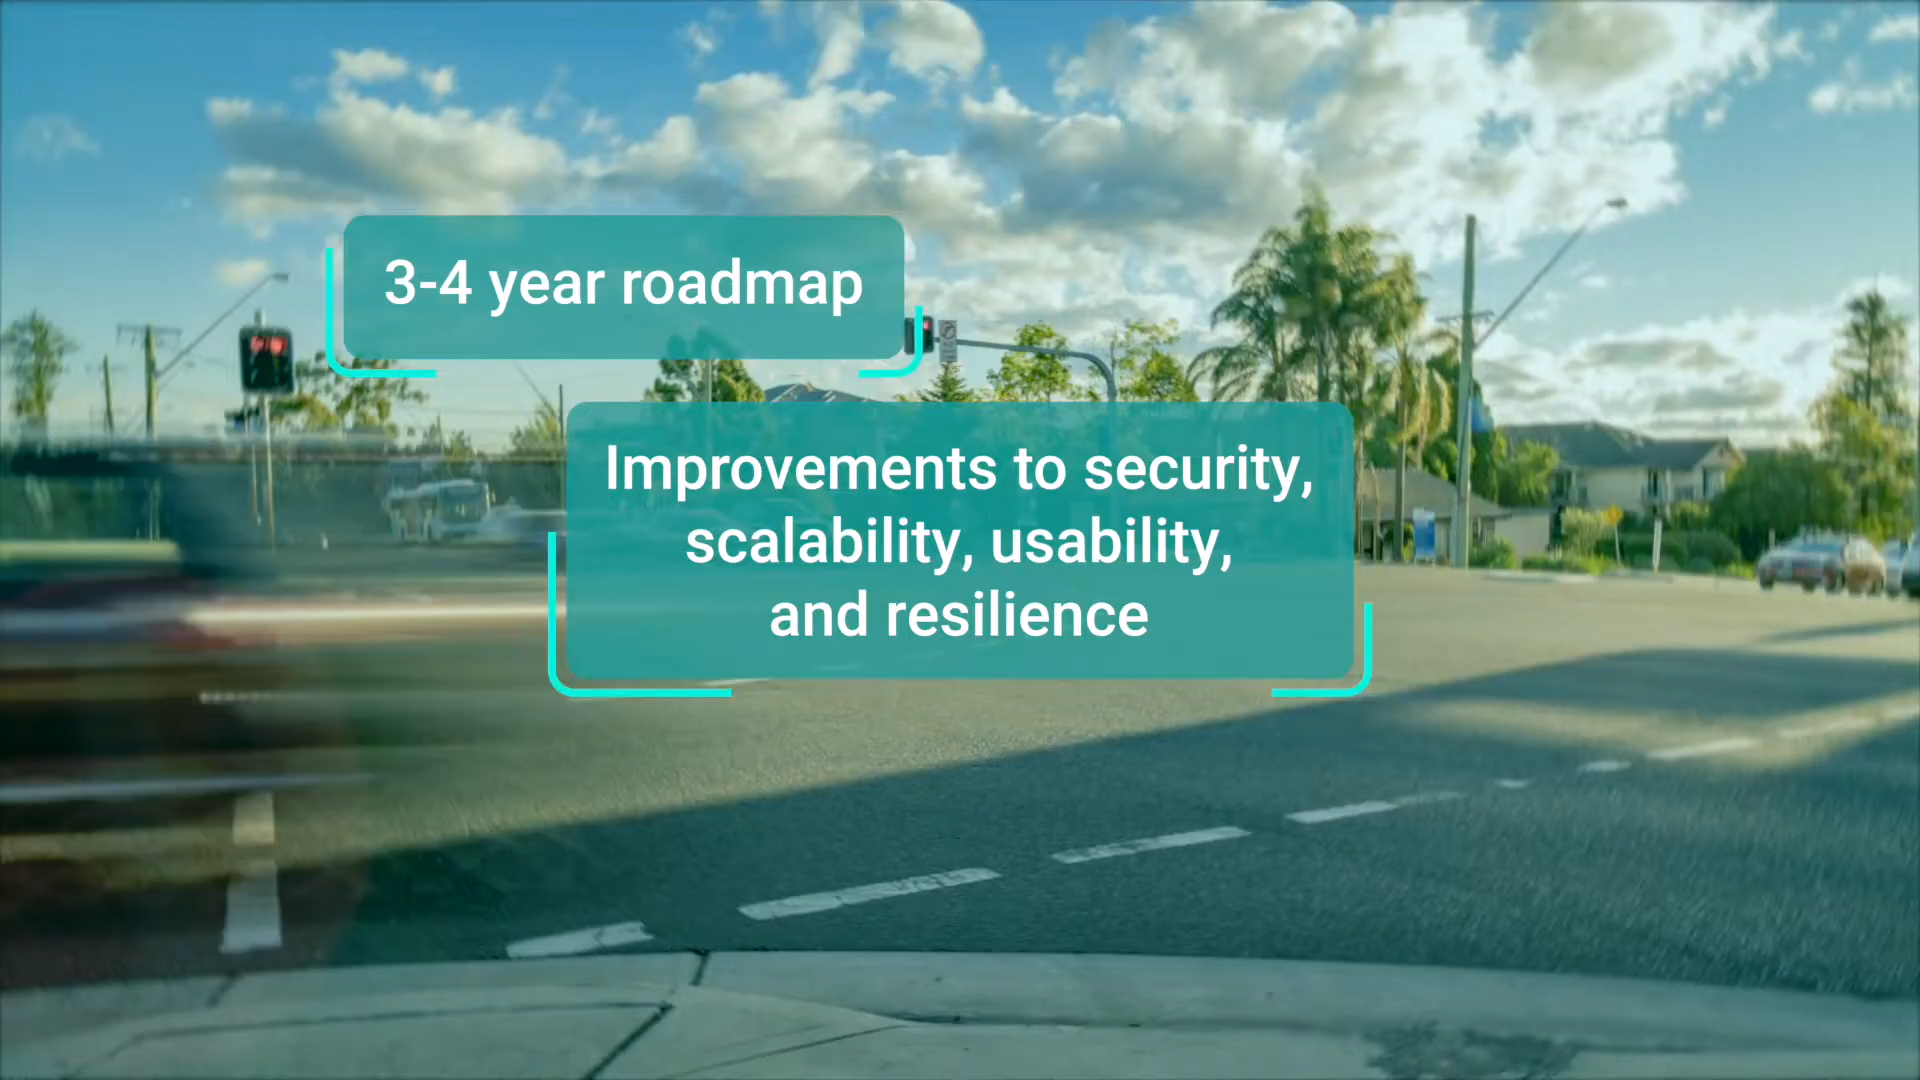 3-4 year roadmap
Improvements to security,
scalability, usability,
and resilience